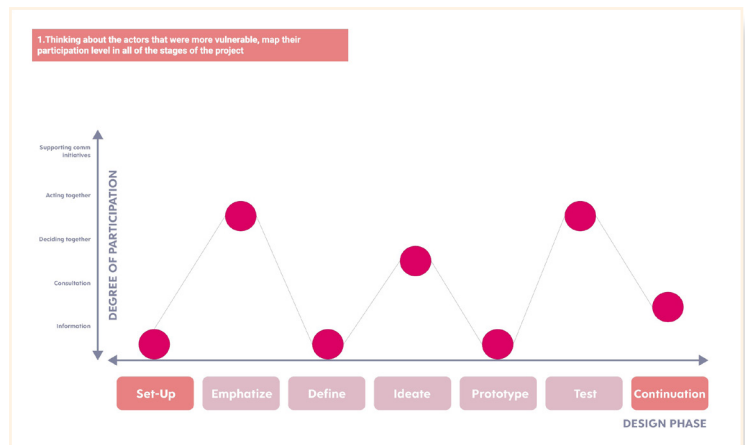 1.Thinking about the actors that were more vulnerable, map their
participation level in all of the stages of the project
Supporting comm
initiatives
Acting together
Deciding together
Consultation
Information
DEGREE OF PARTICIPATION
Set-Up
Emphatize
Define
Ideate
Prototype
Test
Continuation
DESIGN PHASE